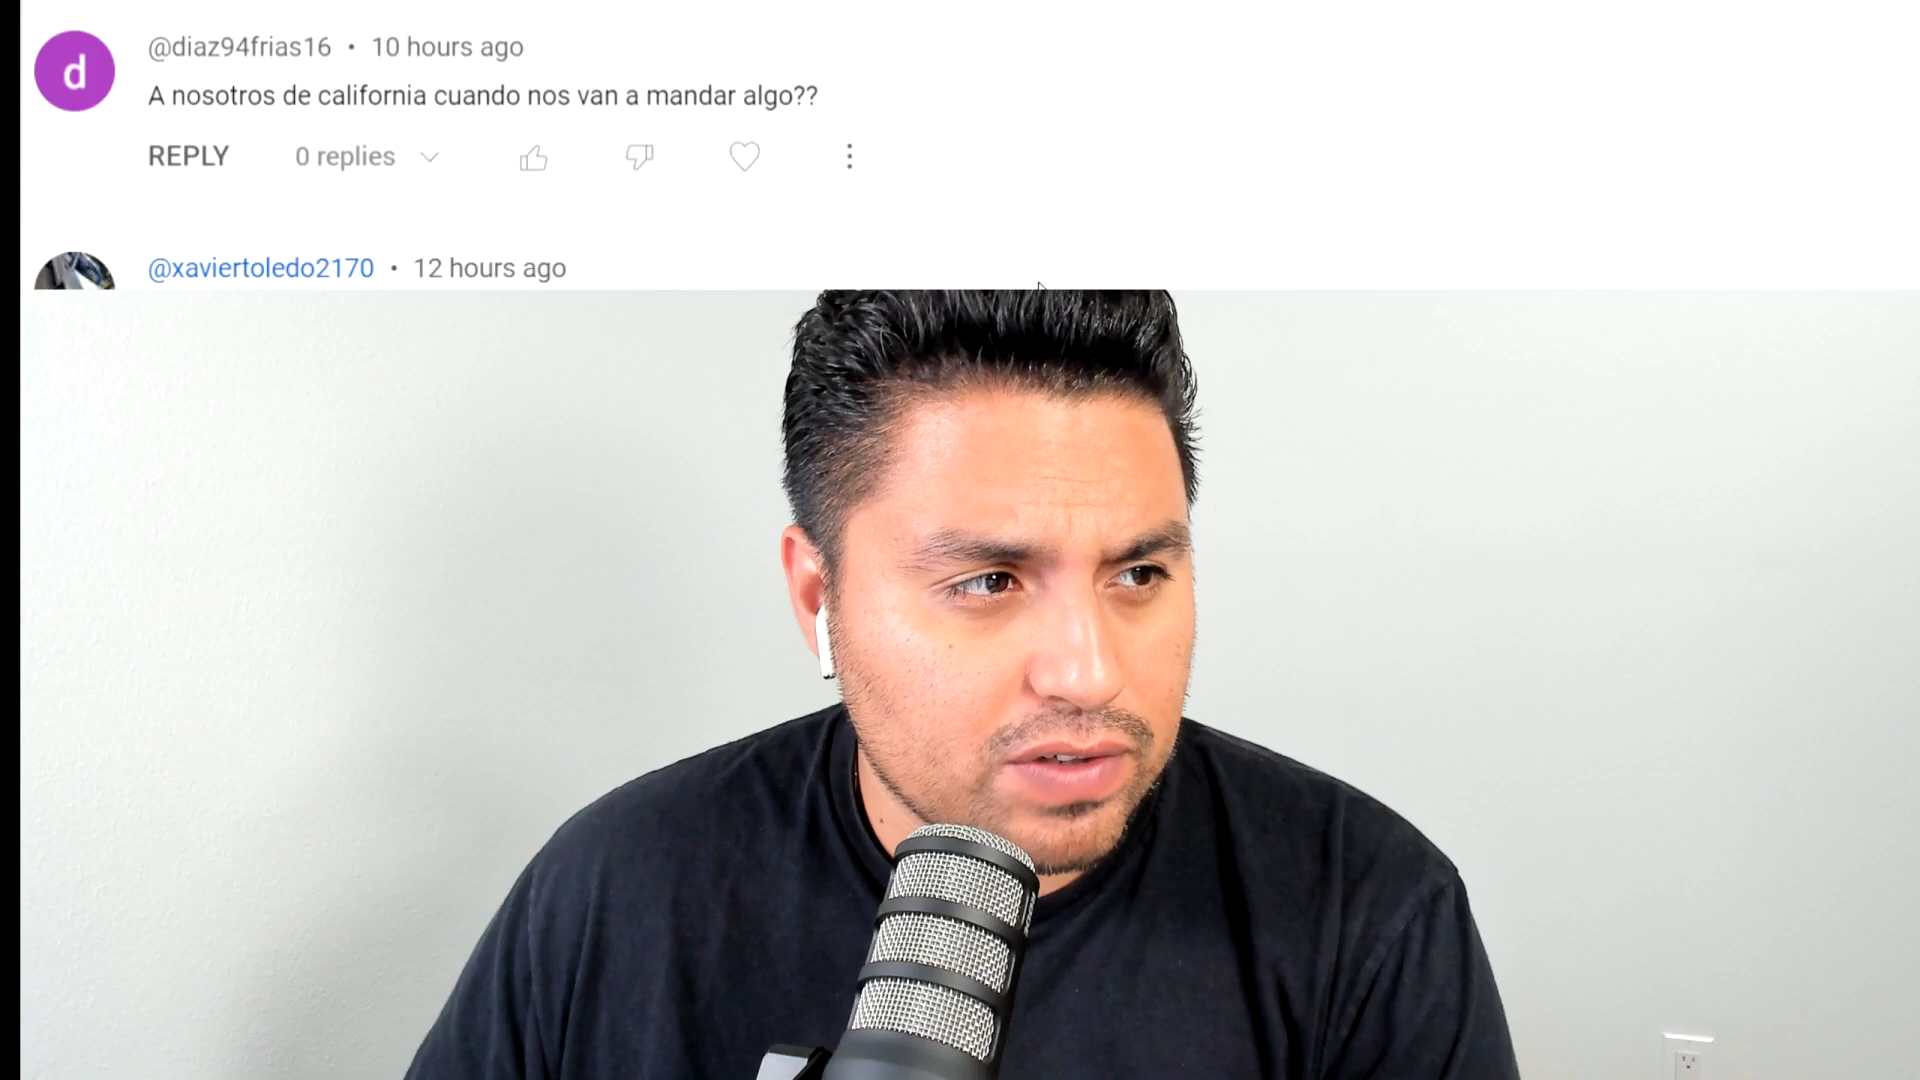 d
@diaz94frias16 • 10 hours ago
A nosotros de california cuando nos van a mandar algo??
REPLY 0 replies
@xaviertoledo2170 • 12 hours ago